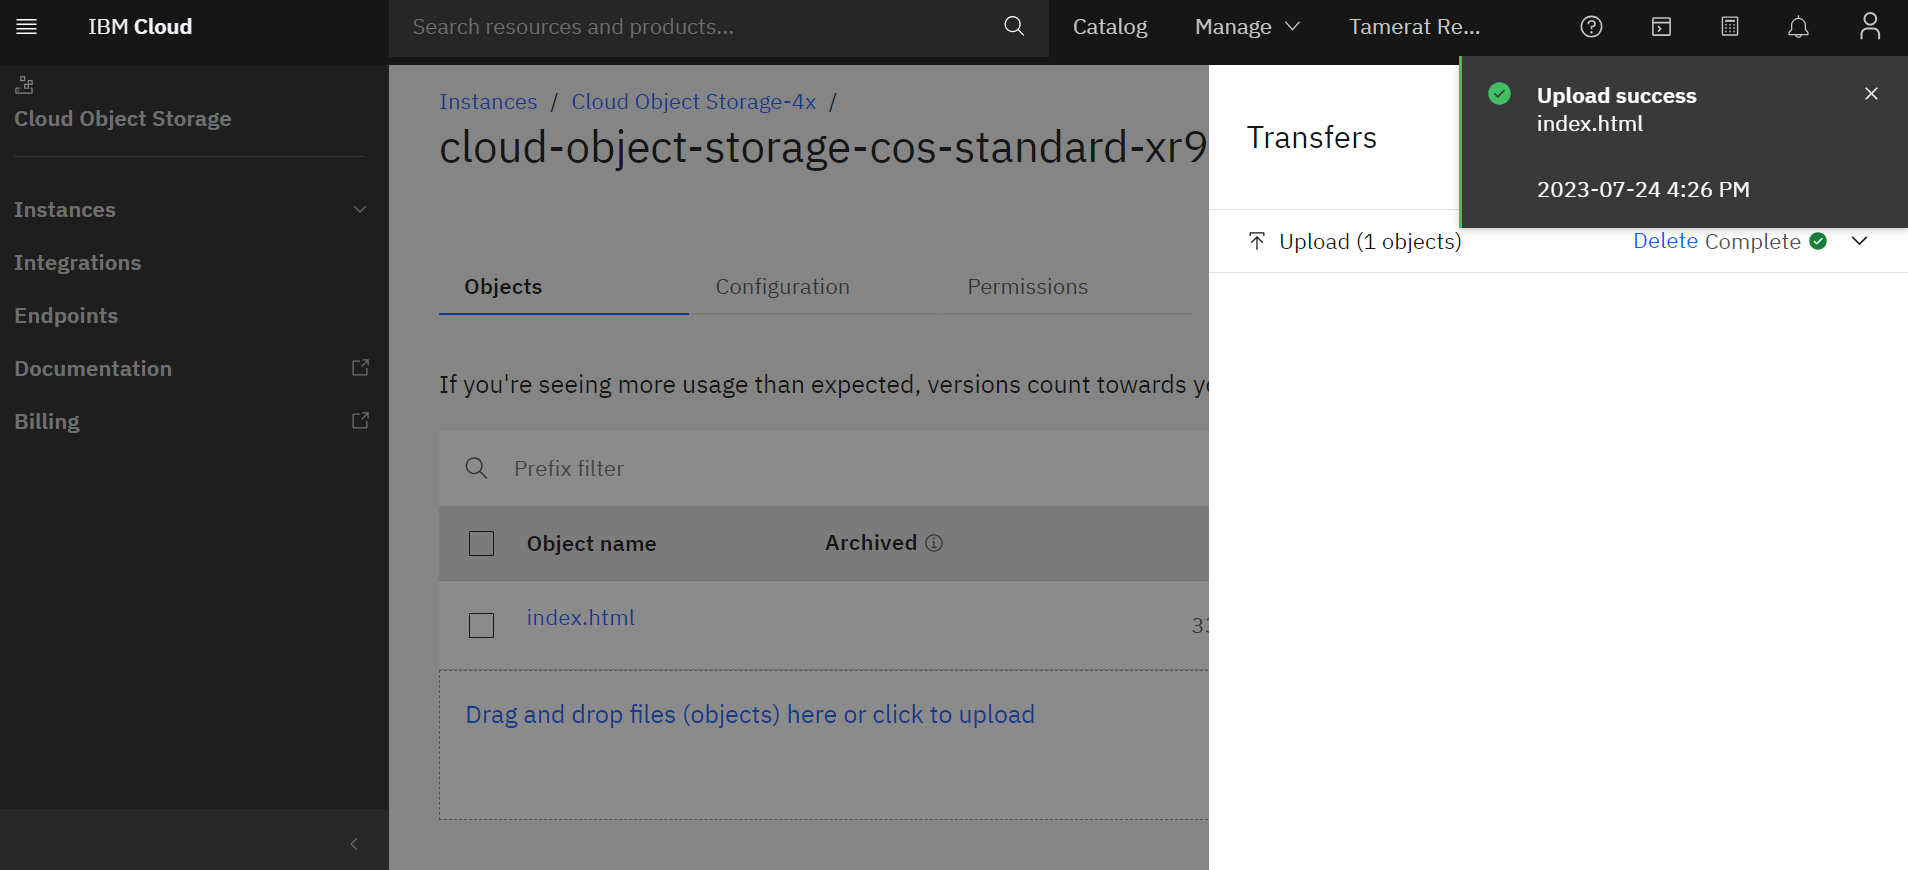 IBM Cloud
Search resources and products...
Catalog
Manage
Tamerat Re...
Cloud Object Storage
Instances
Integrations
Endpoints
Documentation
Billing
Instances / Cloud Object Storage-4x /
cloud-object-storage-cos-standard-xr9
Objects
Configuration
Permissions
If you're seeing more usage than expected, versions count towards
Prefix filter
Object name
Archived
index.html
Drag and drop files (objects) here or click to upload
Transfers
Upload (1 objects)
Delete Complete
Upload success
index.html
2023-07-24 4:26 PM